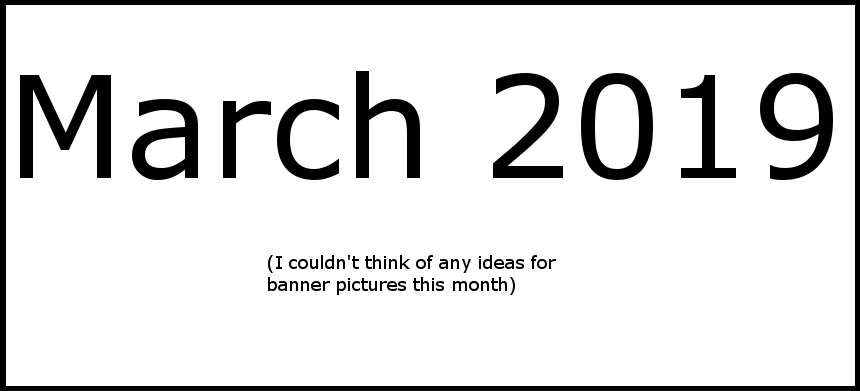 March 2019
(I couldn't think of any ideas for
banner pictures this month)